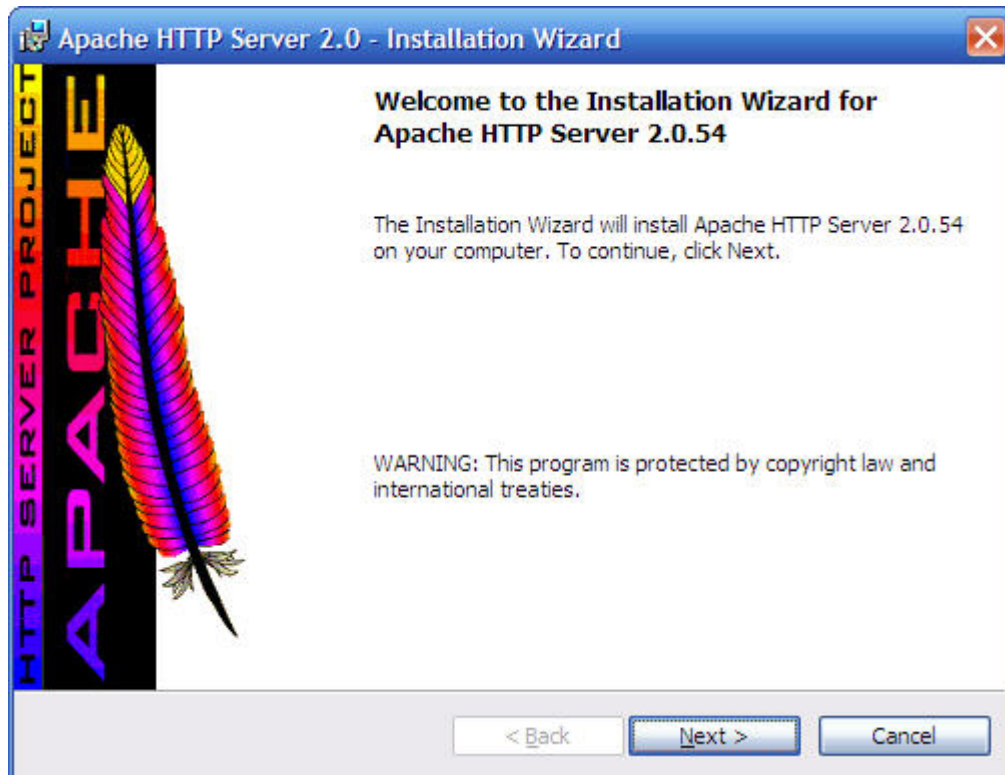 Apache HTTP Server 2.0 - Installation Wizard
HTTP SERVER PROJECT
APACHE
Welcome to the Installation Wizard for
Apache HTTP Server 2.0.54
The Installation Wizard will install Apache HTTP Server 2.0.54
on your computer. To continue, click Next.
WARNING: This program is protected by copyright law and
international treaties.
< Back
Next >
Cancel